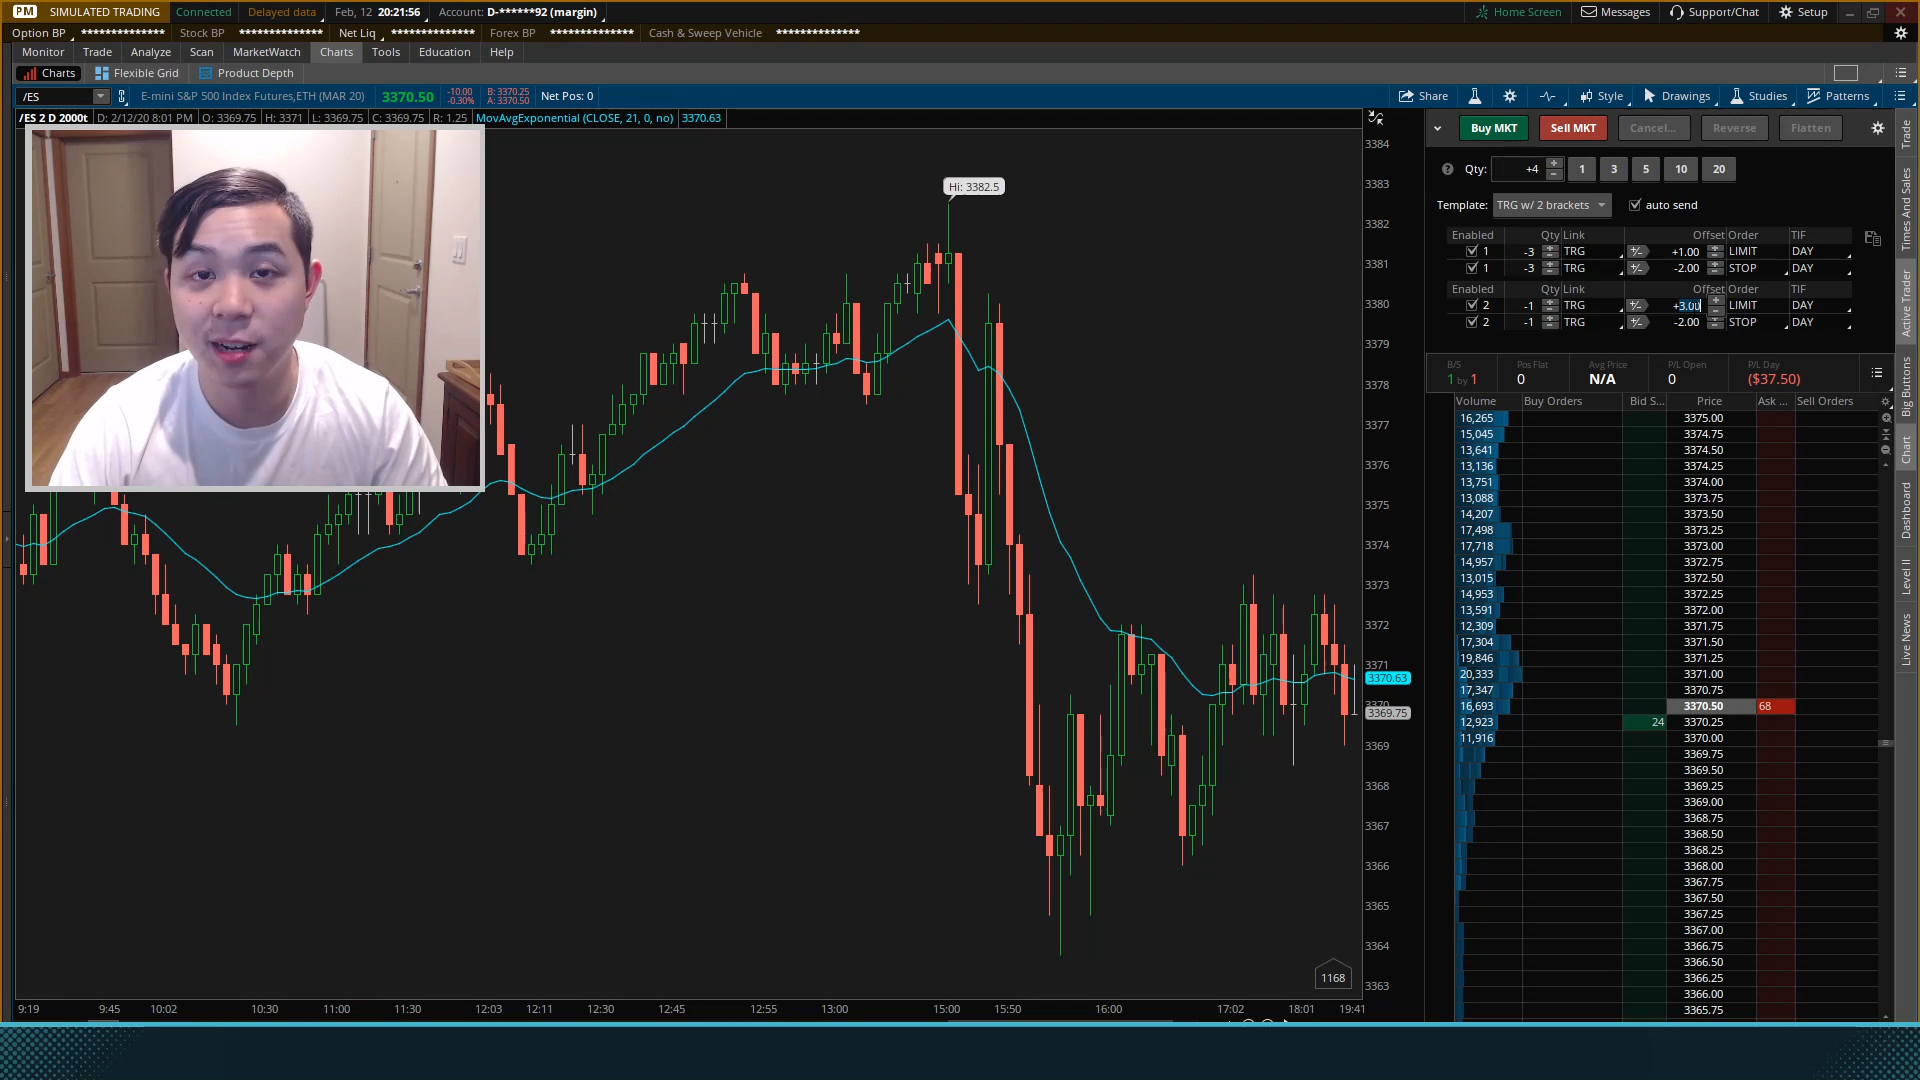 PM SIMULATED TRADING Connected Delayed data Feb, 12 20:21:56 Account: D-******92 (margin) Home Screen Messages Support/Chat Setup
Option BP ************** Stock BP ************** Net Liq ************** Forex BP ************** Cash & Sweep Vehicle **************
Monitor Trade Analyze Scan MarketWatch Charts Tools Education Help
Charts Flexible Grid Product Depth
/ES E-mini S&P 500 Index Futures,ETH (MAR 20) 3370.50 -10.00 -0.30% B: 3370.25 A: 3370.50 Net Pos: 0 Share Style Drawings Studies Patterns
/ES 2 D 2000t D: 2/12/20 8:01 PM O: 3369.75 H: 3371 L: 3369.75 C: 3369.75 R: 1.25 MovAvgExponential (CLOSE, 21, 0, no) 3370.63
Hi: 3382.5
3384
3383
3382
3381
3380
3379
3378
3377
3376
3375
3374
3373
3372
3371
3370.63
3370
3369.75
3369
3368
3367
3366
3365
3364
3363
1168
9:19 9:45 10:02 10:30 11:00 11:30 12:03 12:11 12:30 12:45 12:55 13:00 15:00 15:50 16:00 17:02 18:01 19:41
Buy MKT Sell MKT Cancel... Reverse Flatten
Qty: +4 1 3 5 10 20
Template: TRG w/ 2 brackets auto send
Enabled Qty Link Offset Order TIF
1 -3 TRG +/- +1.00 LIMIT DAY
1 -3 TRG +/- -2.00 STOP DAY
Enabled Qty Link Offset Order TIF
2 -1 TRG +/- +3.00 LIMIT DAY
2 -1 TRG +/- -2.00 STOP DAY
B/S Pos Flat Avg Price P/L Open P/L Day
1 by 1 0 N/A 0 ($37.50)
Volume Buy Orders Bid S... Price Ask ... Sell Orders
16,265 3375.00
15,045 3374.75
13,641 3374.50
13,136 3374.25
13,751 3374.00
13,088 3373.75
14,207 3373.50
17,498 3373.25
17,718 3373.00
14,957 3372.75
13,015 3372.50
14,953 3372.25
13,591 3372.00
12,309 3371.75
17,304 3371.50
19,846 3371.25
20,333 3371.00
17,347 3370.75
16,693 3370.50 68
12,923 24 3370.25
11,916 3370.00
3369.75
3369.50
3369.25
3369.00
3368.75
3368.50
3368.25
3368.00
3367.75
3367.50
3367.25
3367.00
3366.75
3366.50
3366.25
3366.00
3365.75
Trade
Times And Sales
Active Trader
Big Buttons
Chart
Dashboard
Level II
Live News